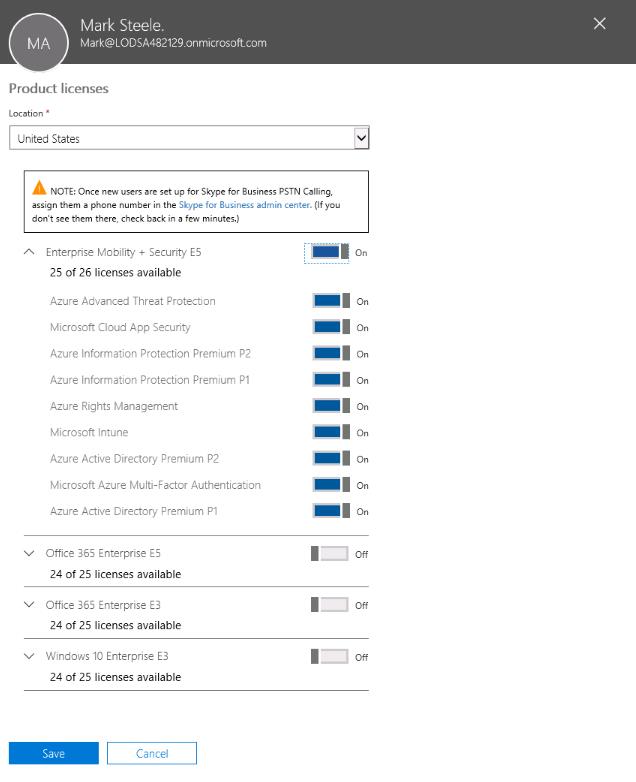 MA
Mark Steele.
Mark@LODSA482129.onmicrosoft.com
Product licenses
Location *
United States
NOTE: Once new users are set up for Skype for Business PSTN Calling,
assign them a phone number in the Skype for Business admin center. (If you
don't see them there, check back in a few minutes.)
Enterprise Mobility + Security E5 On
25 of 26 licenses available
Azure Advanced Threat Protection On
Microsoft Cloud App Security On
Azure Information Protection Premium P2 On
Azure Information Protection Premium P1 On
Azure Rights Management On
Microsoft Intune On
Azure Active Directory Premium P2 On
Microsoft Azure Multi-Factor Authentication On
Azure Active Directory Premium P1 On
Office 365 Enterprise E5 Off
24 of 25 licenses available
Office 365 Enterprise E3 Off
24 of 25 licenses available
Windows 10 Enterprise E3 Off
24 of 25 licenses available
Save Cancel